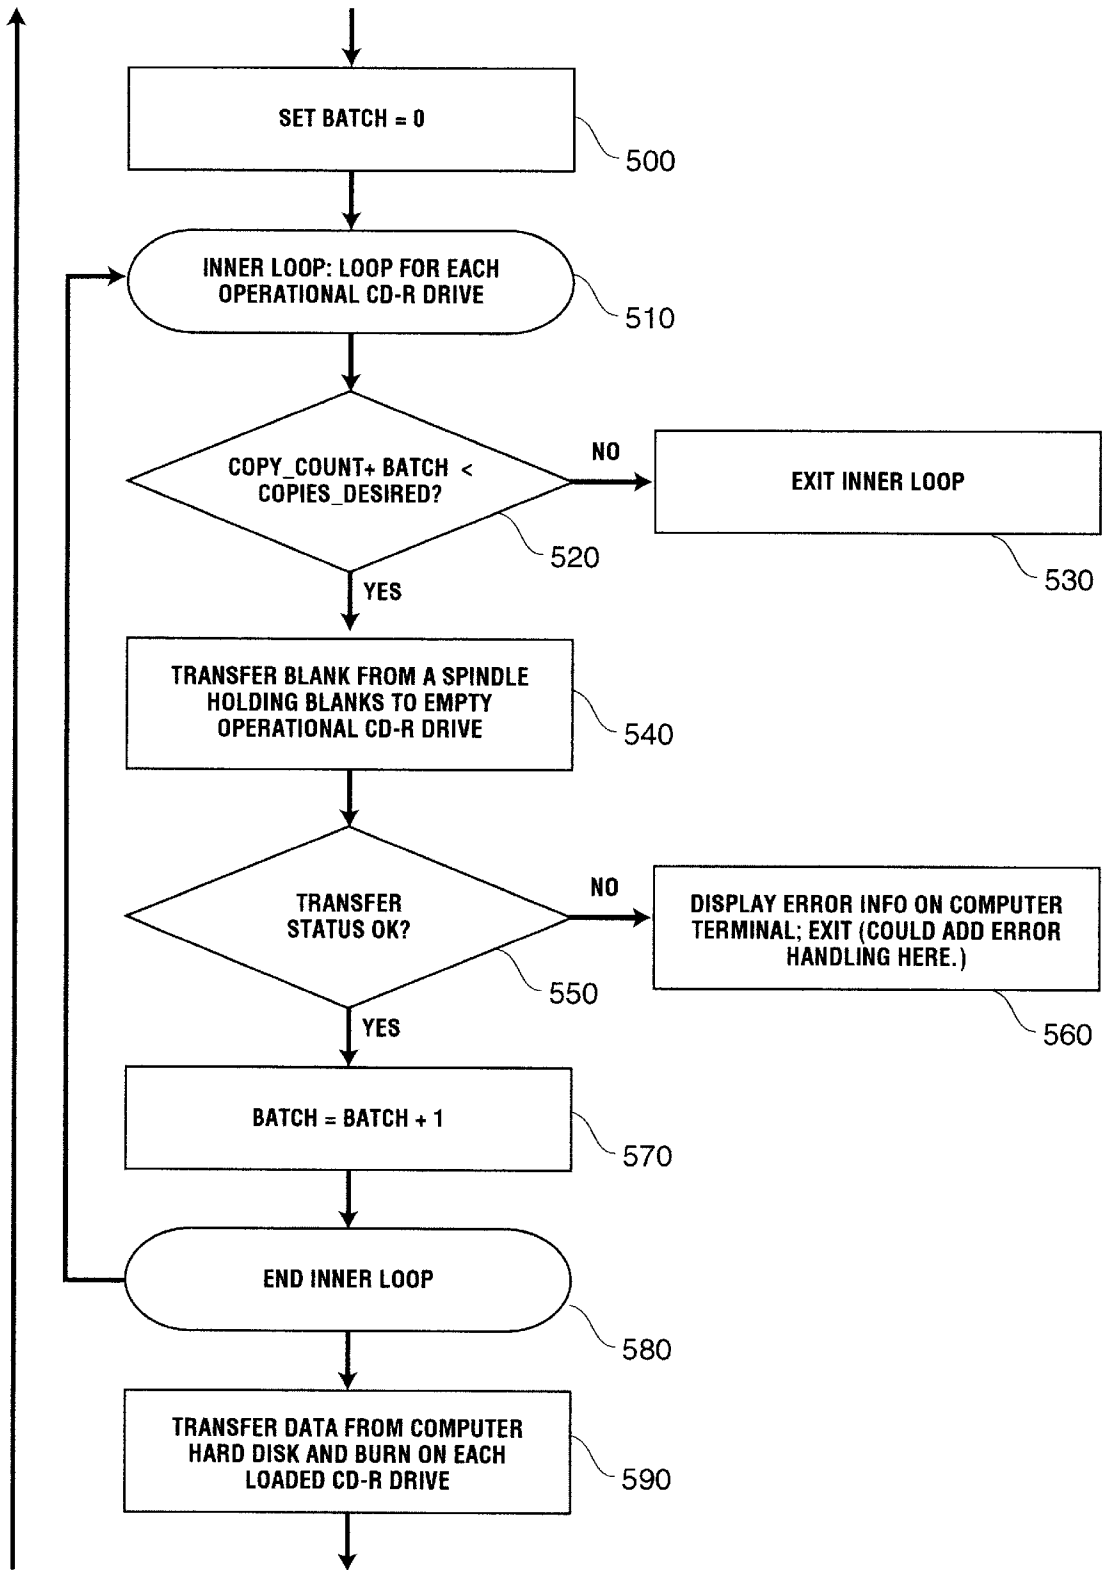 SET BATCH = 0
500
INNER LOOP: LOOP FOR EACH
OPERATIONAL CD-R DRIVE
510
COPY_COUNT+ BATCH <
COPIES_DESIRED?
520
NO
EXIT INNER LOOP
530
YES
TRANSFER BLANK FROM A SPINDLE
HOLDING BLANKS TO EMPTY
OPERATIONAL CD-R DRIVE
540
TRANSFER
STATUS OK?
550
NO
DISPLAY ERROR INFO ON COMPUTER
TERMINAL; EXIT (COULD ADD ERROR
HANDLING HERE.)
560
YES
BATCH = BATCH + 1
570
END INNER LOOP
580
TRANSFER DATA FROM COMPUTER
HARD DISK AND BURN ON EACH
LOADED CD-R DRIVE
590